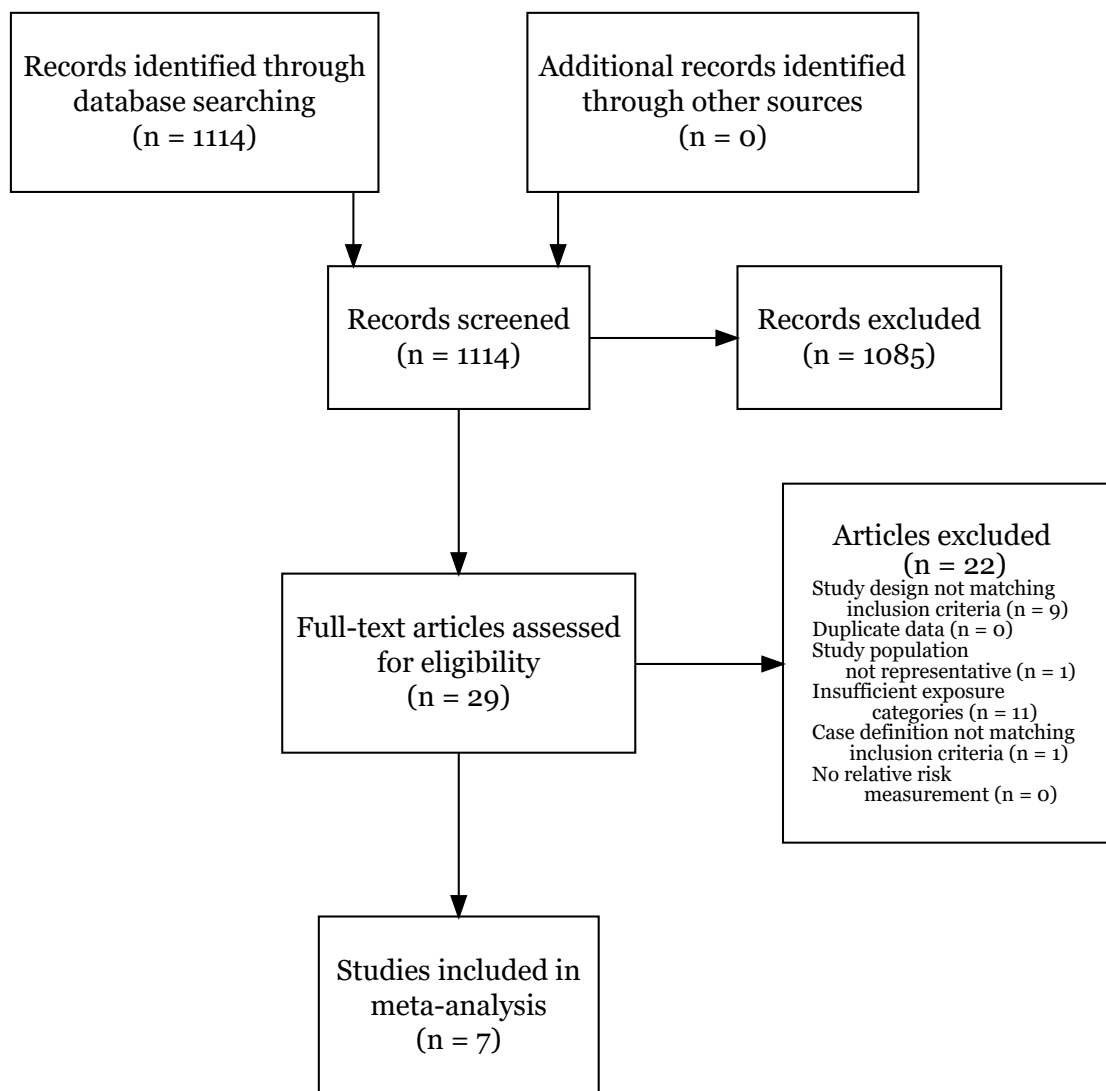 Records identified through
database searching
(n = 1114)
Additional records identified
through other sources
(n = 0)
Records screened
(n = 1114)
Records excluded
(n = 1085)
Full-text articles assessed
for eligibility
(n = 29)
Articles excluded
(n = 22)
Study design not matching
inclusion criteria (n = 9)
Duplicate data (n = 0)
Study population
not representative (n = 1)
Insufficient exposure
categories (n = 11)
Case definition not matching
inclusion criteria (n = 1)
No relative risk
measurement (n = 0)
Studies included in
meta-analysis
(n = 7)